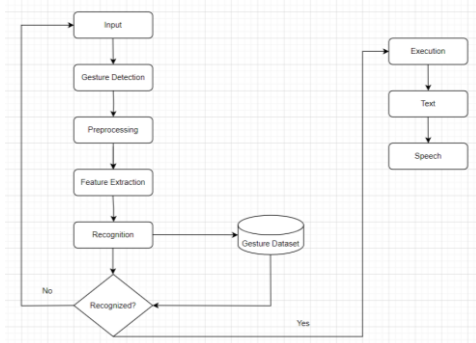 Input
Gesture Detection
Preprocessing
Feature Extraction
Recognition
Gesture Dataset
Recognized?
No
Yes
Execution
Text
Speech